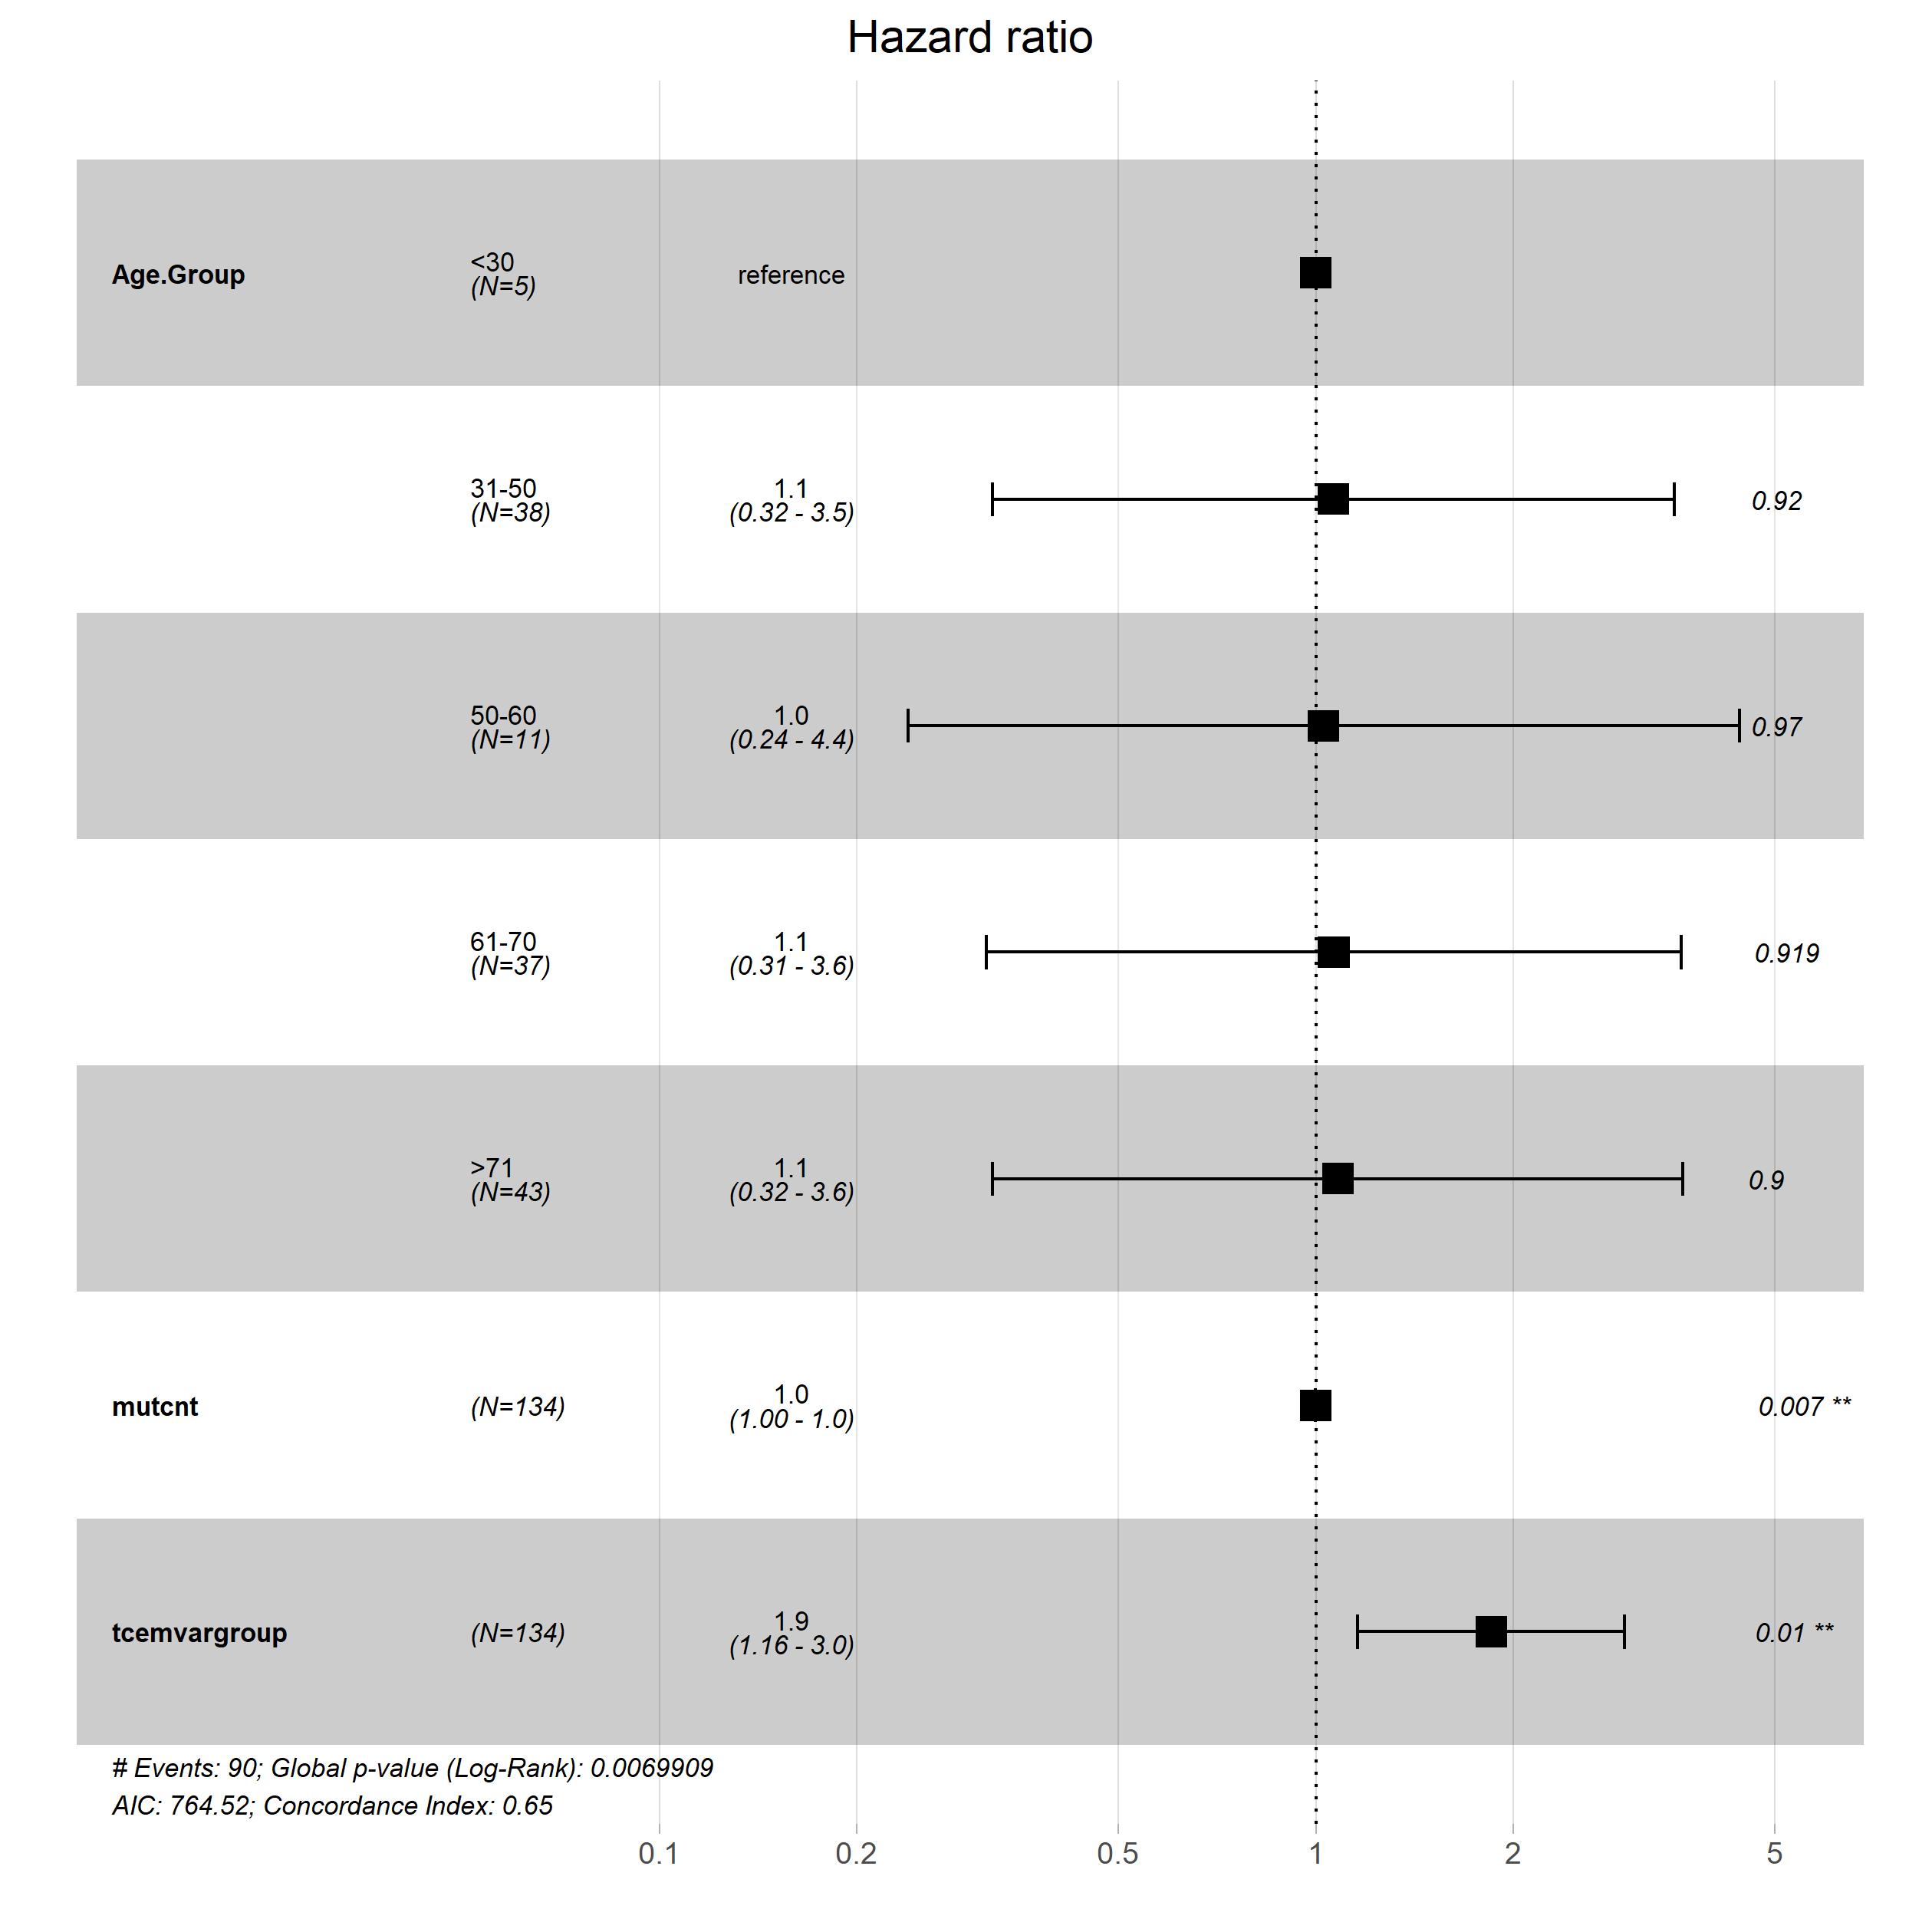 Hazard ratio
Age.Group
<30
(N=5)
reference
31-50
(N=38)
1.1
(0.32 - 3.5)
0.92
50-60
(N=11)
1.0
(0.24 - 4.4)
0.97
61-70
(N=37)
1.1
(0.31 - 3.6)
0.919
>71
(N=43)
1.1
(0.32 - 3.6)
0.9
mutcnt
(N=134)
1.0
(1.00 - 1.0)
0.007 **
tcemvargroup
(N=134)
1.9
(1.16 - 3.0)
0.01 **
# Events: 90; Global p-value (Log-Rank): 0.0069909
AIC: 764.52; Concordance Index: 0.65
0.1 0.2 0.5 1 2 5